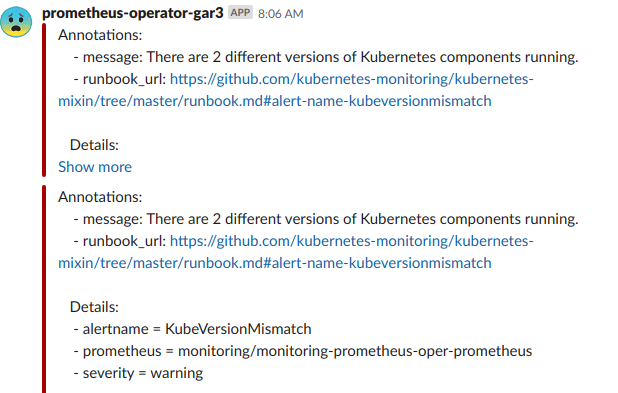 prometheus-operator-gar3 APP 8:06 AM
Annotations:
- message: There are 2 different versions of Kubernetes components running.
- runbook_url: https://github.com/kubernetes-monitoring/kubernetes-
mixin/tree/master/runbook.md#alert-name-kubeversionmismatch
Details:
Show more
Annotations:
- message: There are 2 different versions of Kubernetes components running.
- runbook_url: https://github.com/kubernetes-monitoring/kubernetes-
mixin/tree/master/runbook.md#alert-name-kubeversionmismatch
Details:
- alertname = KubeVersionMismatch
- prometheus = monitoring/monitoring-prometheus-oper-prometheus
- severity = warning